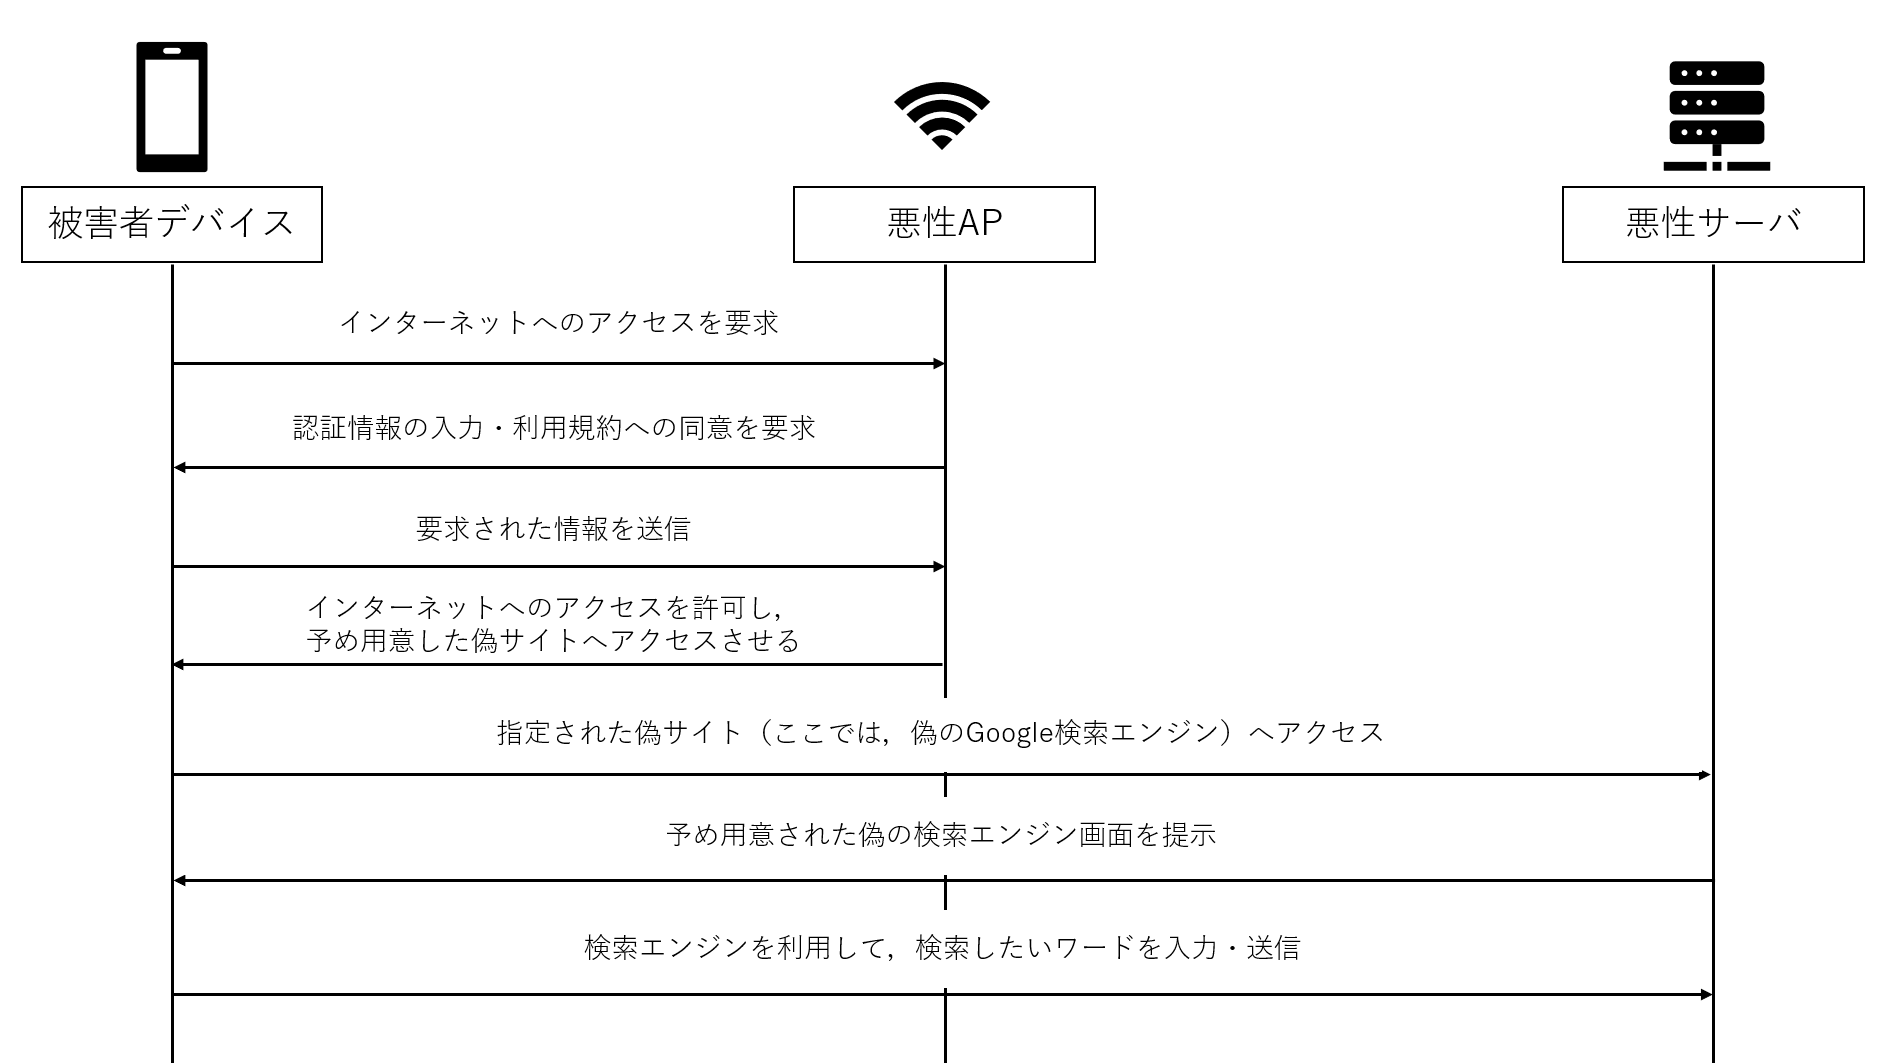 被害者デバイス
悪性AP
悪性サーバ
インターネットへのアクセスを要求
認証情報の入力・利用規約への同意を要求
要求された情報を送信
インターネットへのアクセスを許可し，
予め用意した偽サイトへアクセスさせる
指定された偽サイト（ここでは，偽のGoogle検索エンジン）へアクセス
予め用意された偽の検索エンジン画面を提示
検索エンジンを利用して，検索したいワードを入力・送信